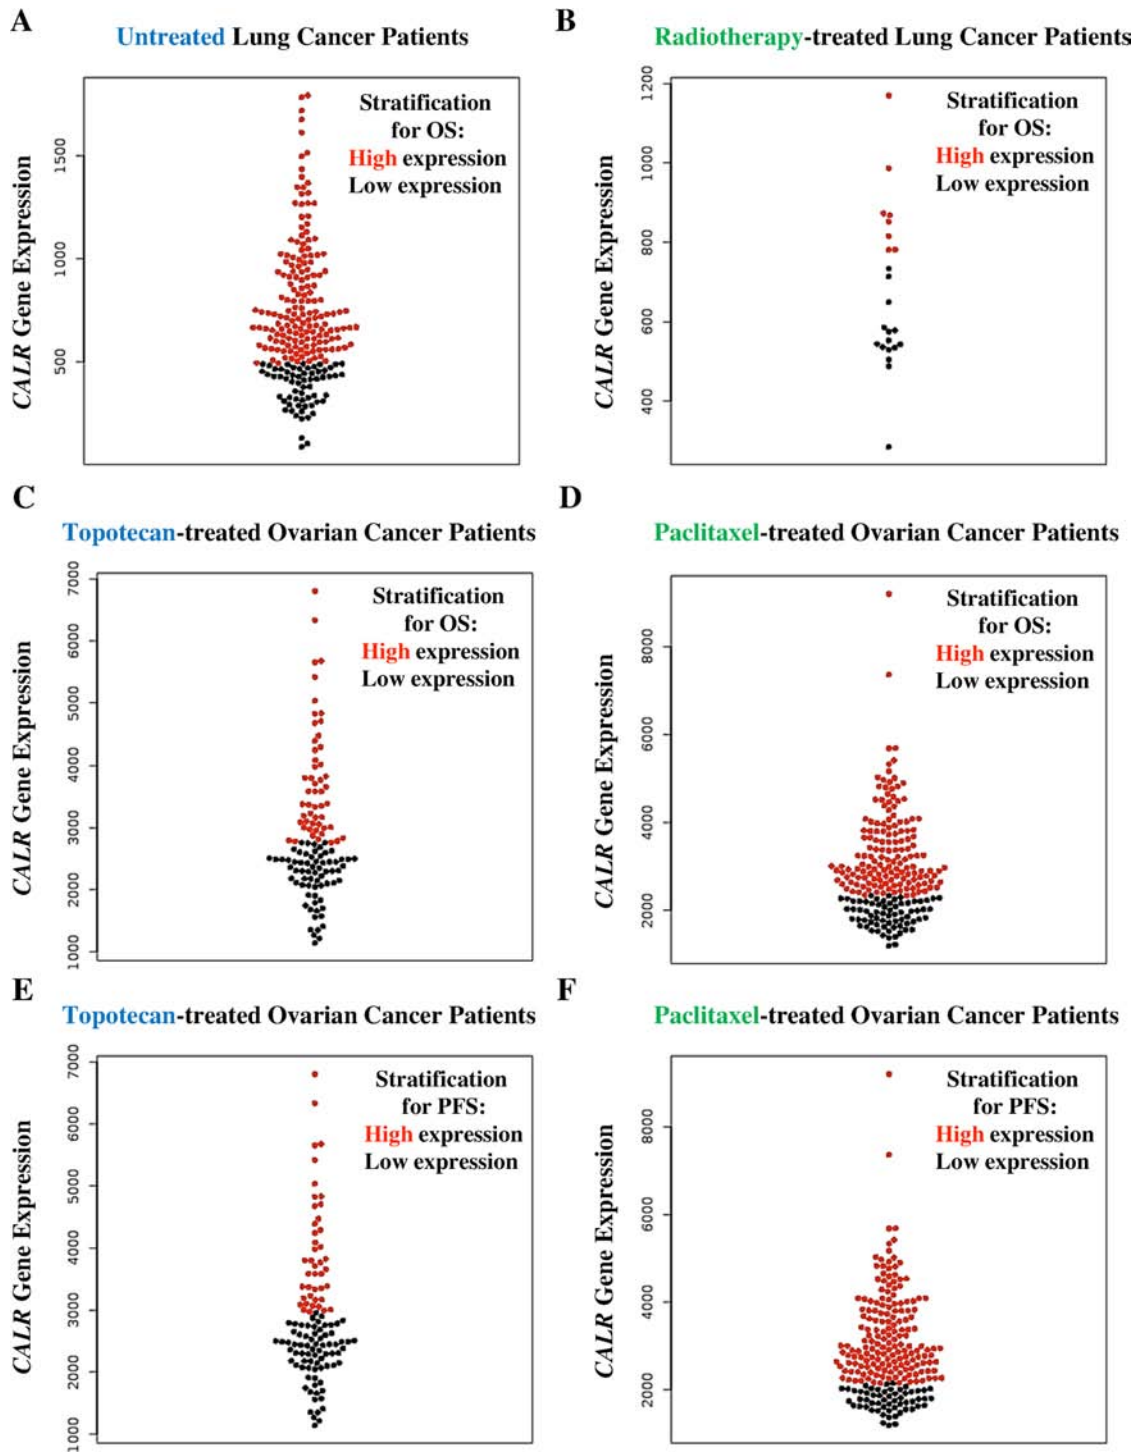 A
Untreated Lung Cancer Patients
CALR Gene Expression
1500
1000
500
Stratification
for OS:
High expression
Low expression
B
Radiotherapy-treated Lung Cancer Patients
CALR Gene Expression
1200
1000
800
600
400
Stratification
for OS:
High expression
Low expression
C
Topotecan-treated Ovarian Cancer Patients
CALR Gene Expression
7000
6000
5000
4000
3000
2000
1000
Stratification
for OS:
High expression
Low expression
D
Paclitaxel-treated Ovarian Cancer Patients
CALR Gene Expression
8000
6000
4000
2000
Stratification
for OS:
High expression
Low expression
E
Topotecan-treated Ovarian Cancer Patients
CALR Gene Expression
7000
6000
5000
4000
3000
2000
1000
Stratification
for PFS:
High expression
Low expression
F
Paclitaxel-treated Ovarian Cancer Patients
CALR Gene Expression
8000
6000
4000
2000
Stratification
for PFS:
High expression
Low expression